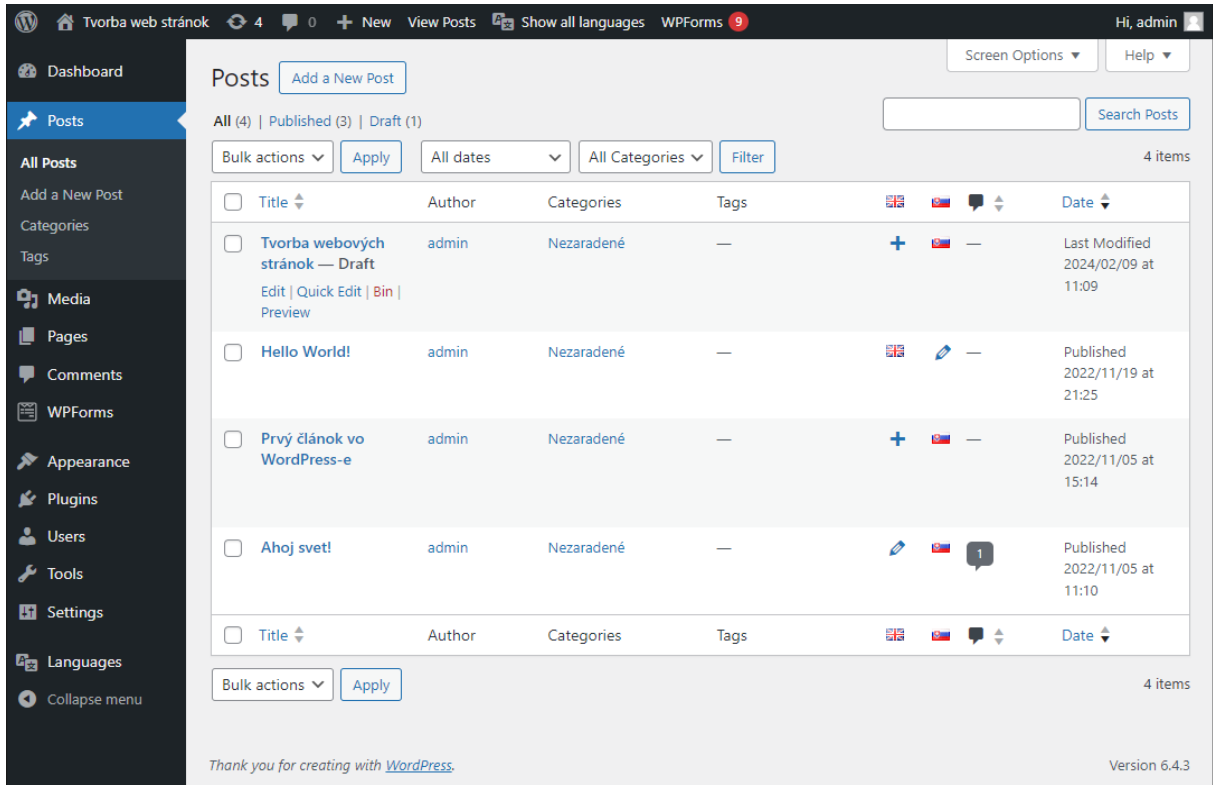 Tvorba web stránok 4 0 New View Posts Show all languages WPForms 9 Hi, admin
Screen Options Help
Dashboard
Posts
All Posts
Add a New Post
Categories
Tags
Media
Pages
Comments
WPForms
Appearance
Plugins
Users
Tools
Settings
Languages
Collapse menu
Posts Add a New Post
All (4) | Published (3) | Draft (1)
Search Posts
Bulk actions Apply All dates All Categories Filter 4 items
Title Author Categories Tags Date
Tvorba webových admin Nezaradené — — Last Modified
stránok — Draft 2024/02/09 at
Edit | Quick Edit | Bin | 11:09
Preview
Hello World! admin Nezaradené — — Published
2022/11/19 at
21:25
Prvý článok vo admin Nezaradené — — Published
WordPress-e 2022/11/05 at
15:14
Ahoj svet! admin Nezaradené — 1 Published
2022/11/05 at
11:10
Title Author Categories Tags Date
Bulk actions Apply 4 items
Thank you for creating with WordPress. Version 6.4.3